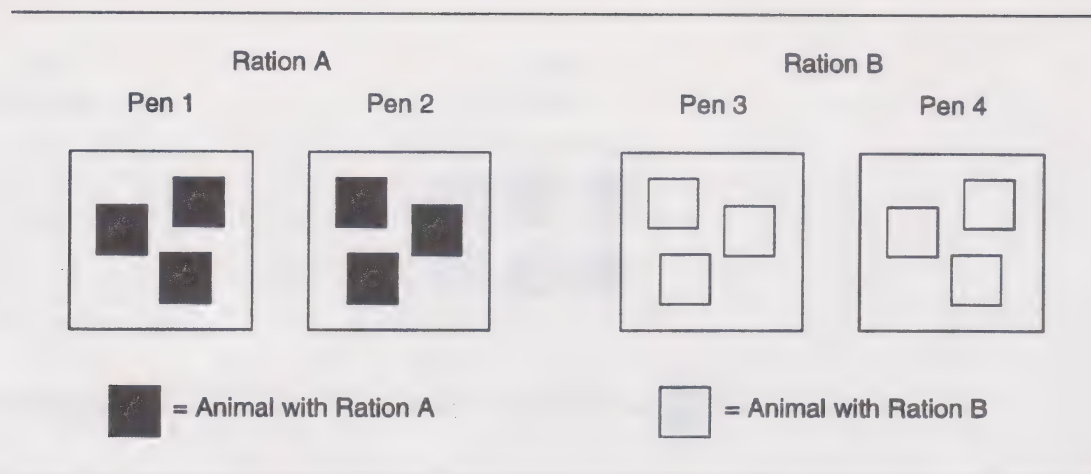 Ration A Ration B
Pen 1 Pen 2 Pen 3 Pen 4
= Animal with Ration A = Animal with Ration B